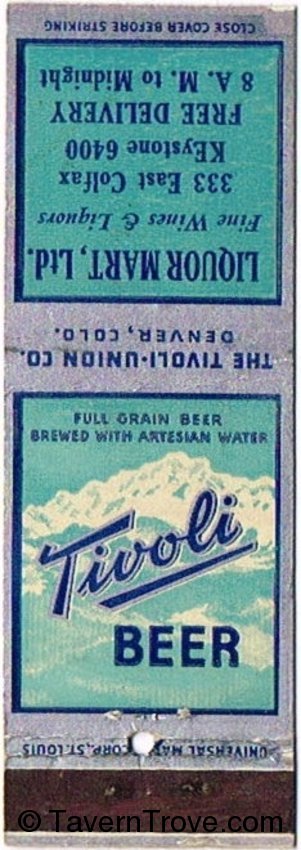 CLOSE COVER BEFORE STRIKING
LIQUOR MART, Ltd.
Fine Wines & Liquors
333 East Colfax
KEystone 6400
FREE DELIVERY
8 A. M. to Midnight
THE TIVOLI-UNION CO.
DENVER, COLO.
FULL GRAIN BEER
BREWED WITH ARTESIAN WATER
Tivoli
BEER
UNIVERSAL CORP., ST. LOUIS
© TavernTrove.com